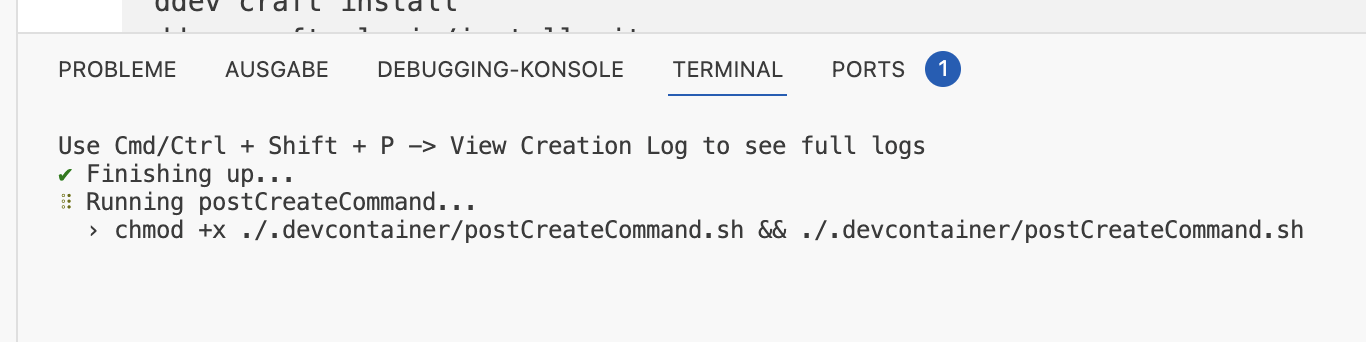 ddev craft install
PROBLEME AUSGABE DEBUGGING-KONSOLE TERMINAL PORTS 1
Use Cmd/Ctrl + Shift + P -> View Creation Log to see full logs
✔ Finishing up...
⠸ Running postCreateCommand...
› chmod +x ./.devcontainer/postCreateCommand.sh && ./.devcontainer/postCreateCommand.sh